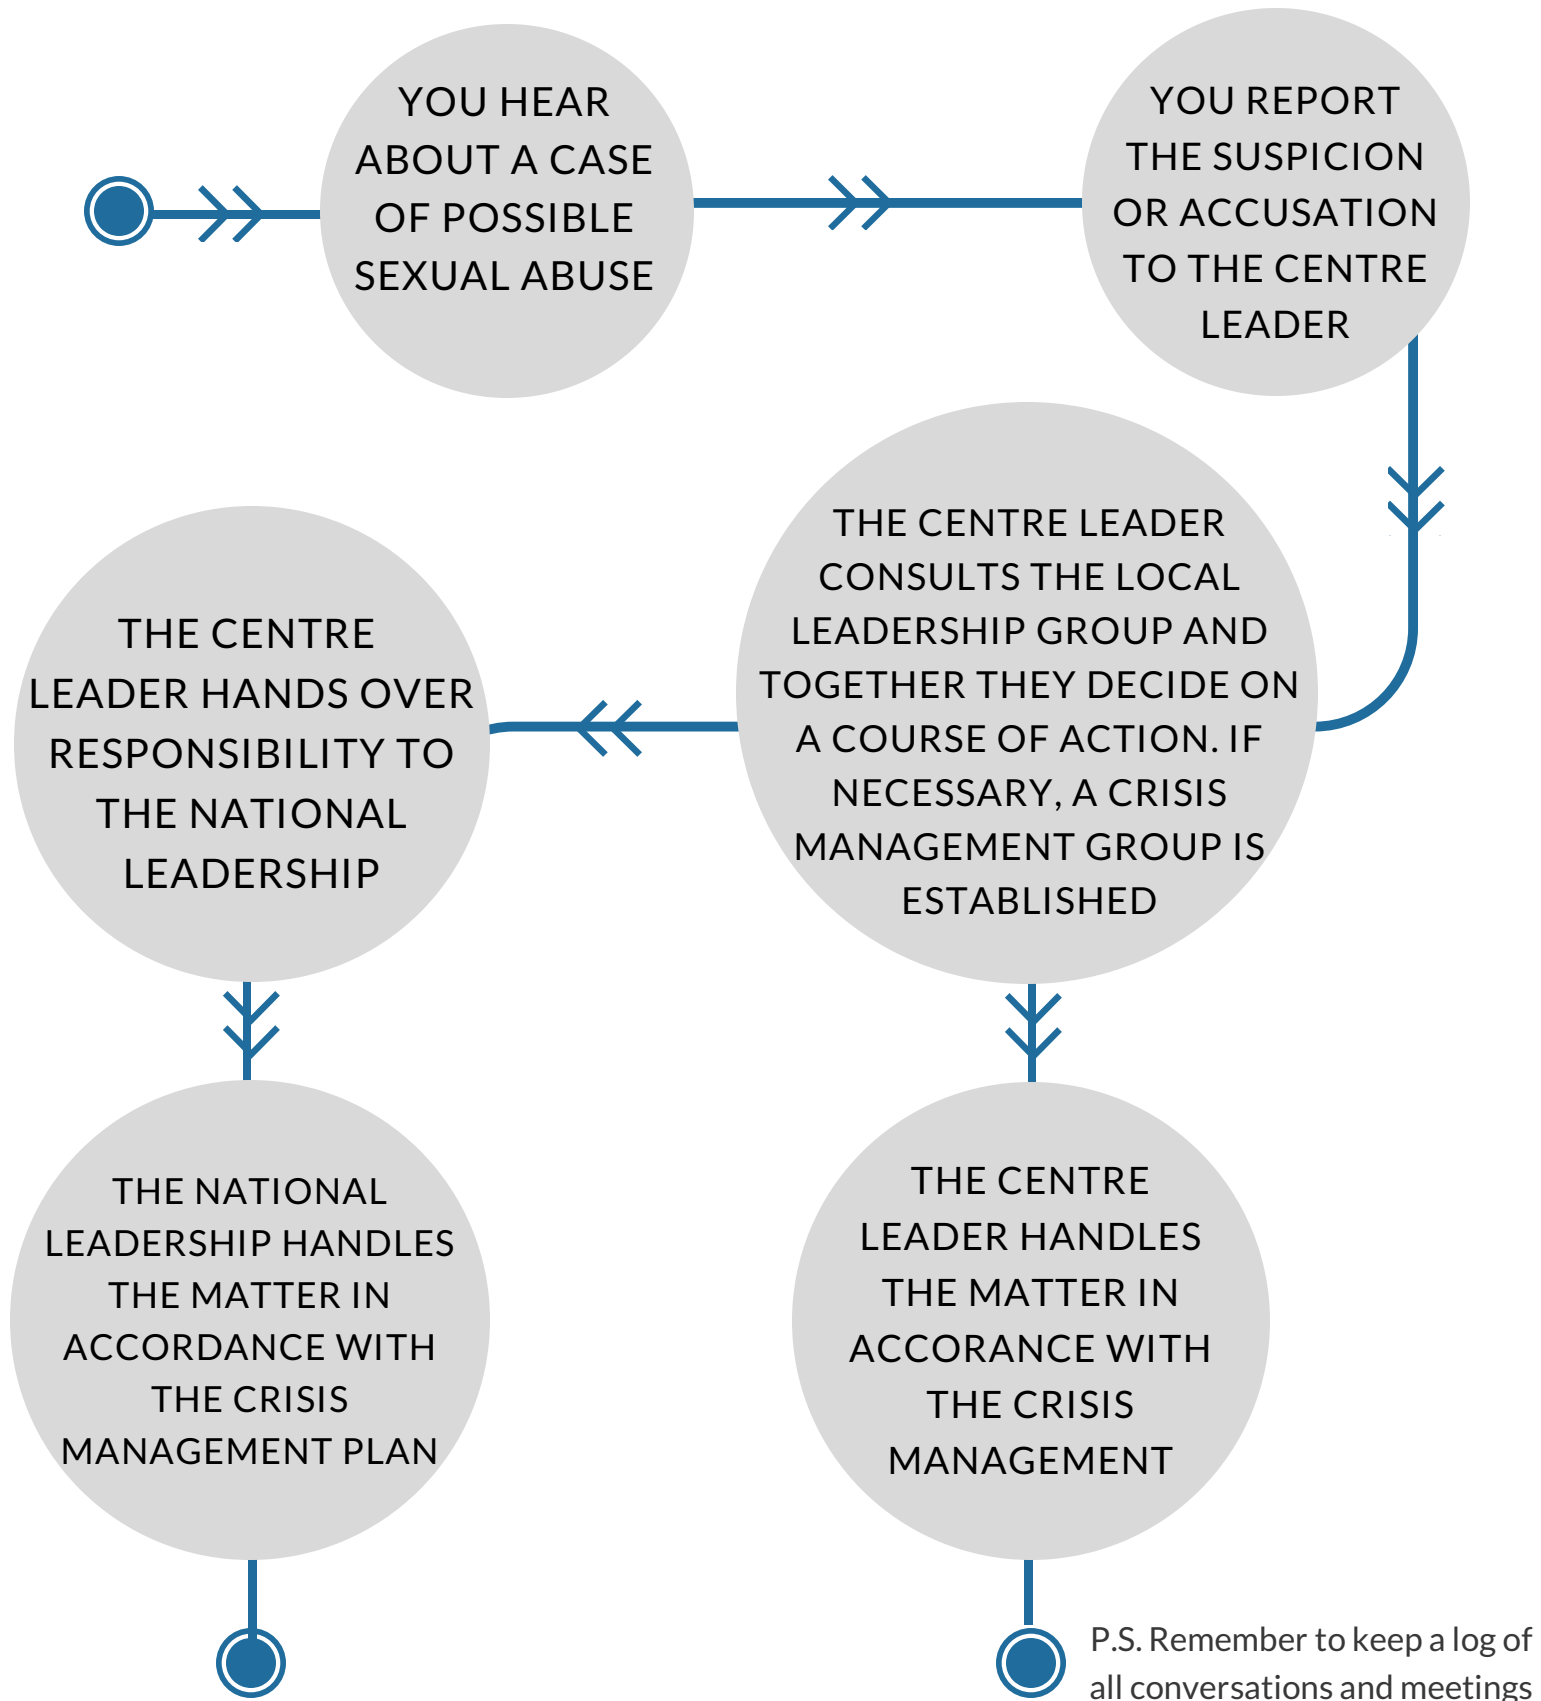 YOU HEAR
ABOUT A CASE
OF POSSIBLE
SEXUAL ABUSE
YOU REPORT
THE SUSPICION
OR ACCUSATION
TO THE CENTRE
LEADER
THE CENTRE LEADER
CONSULTS THE LOCAL
LEADERSHIP GROUP AND
TOGETHER THEY DECIDE ON
A COURSE OF ACTION. IF
NECESSARY, A CRISIS
MANAGEMENT GROUP IS
ESTABLISHED
THE CENTRE
LEADER HANDS OVER
RESPONSIBILITY TO
THE NATIONAL
LEADERSHIP
THE NATIONAL
LEADERSHIP HANDLES
THE MATTER IN
ACCORDANCE WITH
THE CRISIS
MANAGEMENT PLAN
THE CENTRE
LEADER HANDLES
THE MATTER IN
ACCORANCE WITH
THE CRISIS
MANAGEMENT
P.S. Remember to keep a log of
all conversations and meetings